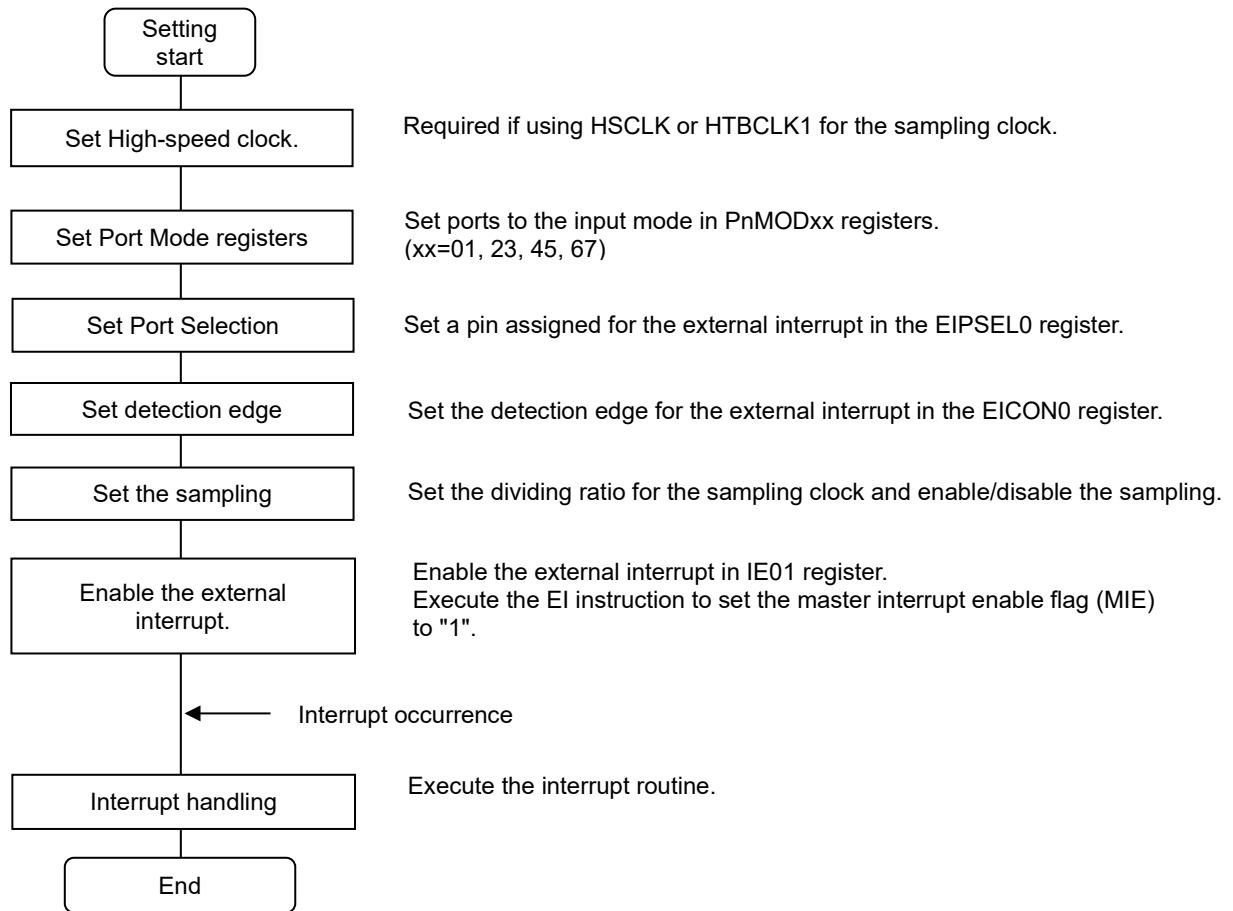 Setting
start
Set High-speed clock.
Required if using HSCLK or HTBCLK1 for the sampling clock.
Set Port Mode registers
Set ports to the input mode in PnMODxx registers.
(xx=01, 23, 45, 67)
Set Port Selection
Set a pin assigned for the external interrupt in the EIPSEL0 register.
Set detection edge
Set the detection edge for the external interrupt in the EICON0 register.
Set the sampling
Set the dividing ratio for the sampling clock and enable/disable the sampling.
Enable the external
interrupt.
Enable the external interrupt in IE01 register.
Execute the EI instruction to set the master interrupt enable flag (MIE)
to "1".
Interrupt occurrence
Interrupt handling
Execute the interrupt routine.
End